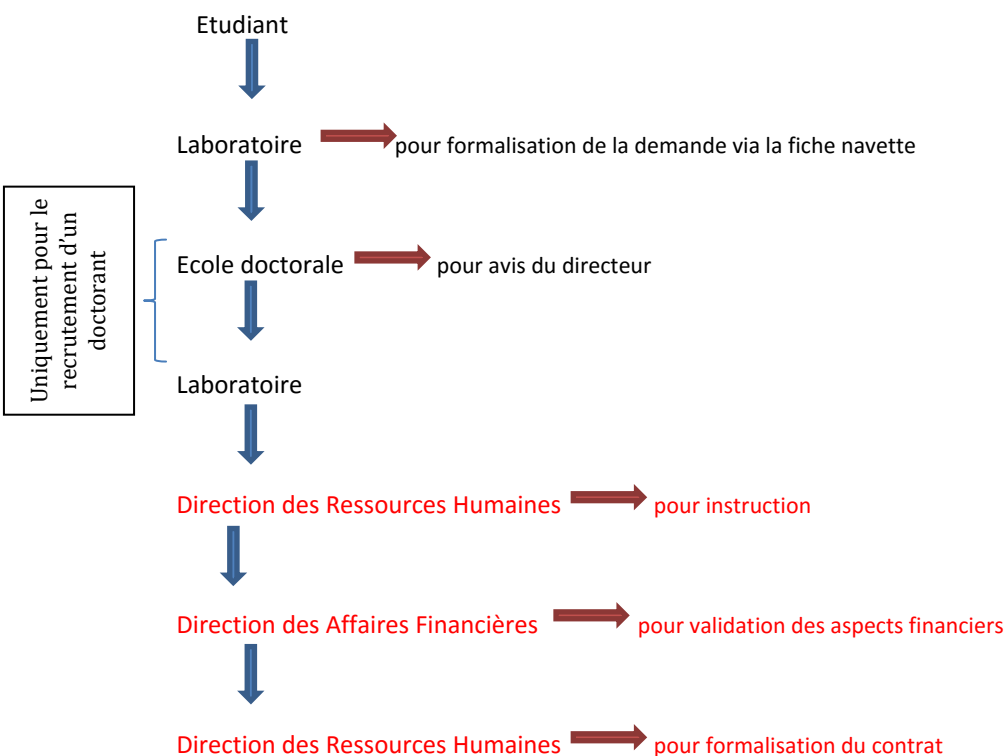 Etudiant
Laboratoire pour formalisation de la demande via la fiche navette
Uniquement pour le
recrutement d'un
doctorant
Ecole doctorale pour avis du directeur
Laboratoire
Direction des Ressources Humaines pour instruction
Direction des Affaires Financières pour validation des aspects financiers
Direction des Ressources Humaines pour formalisation du contrat